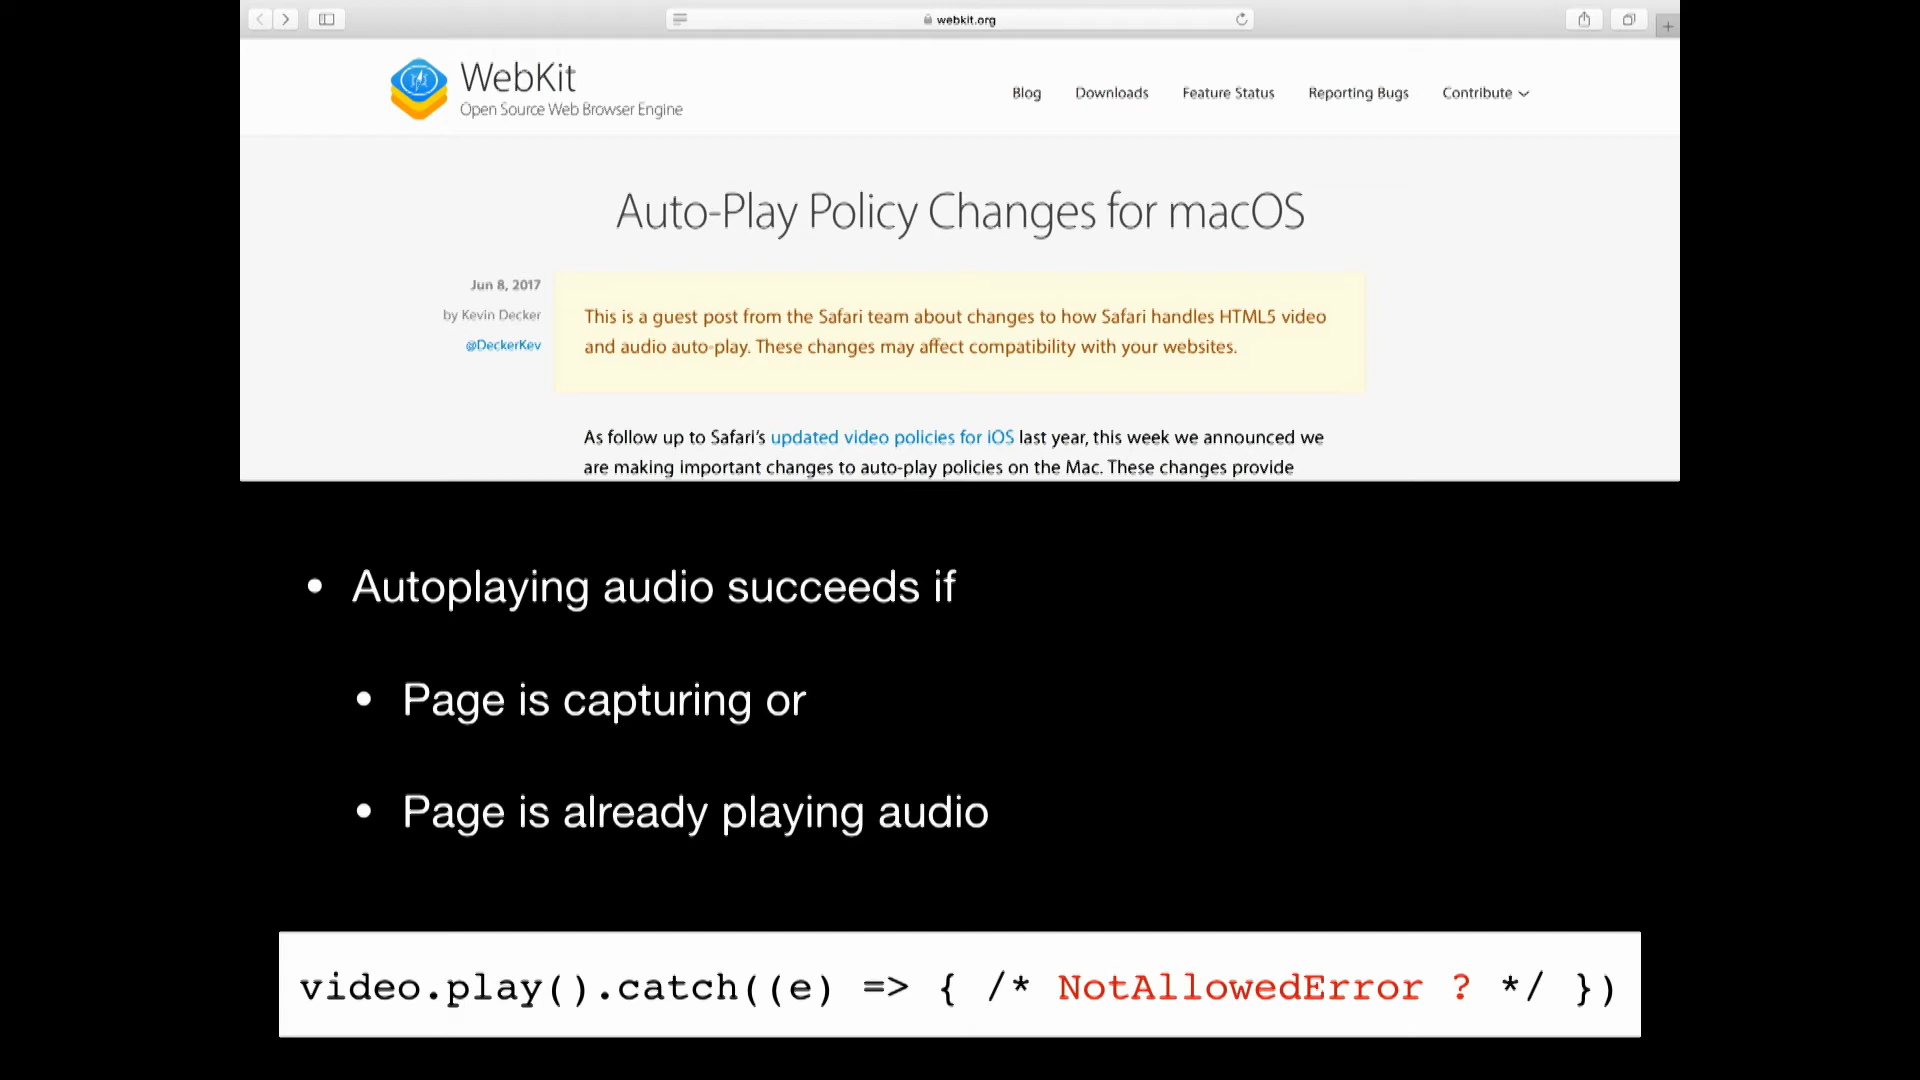 webkit.org
WebKit
Open Source Web Browser Engine
Blog Downloads Feature Status Reporting Bugs Contribute
Auto-Play Policy Changes for macOS
Jun 8, 2017
by Kevin Decker
@DeckerKev
This is a guest post from the Safari team about changes to how Safari handles HTML5 video
and audio auto-play. These changes may affect compatibility with your websites.
As follow up to Safari’s updated video policies for iOS last year, this week we announced we
are making important changes to auto-play policies on the Mac. These changes provide
• Autoplaying audio succeeds if
• Page is capturing or
• Page is already playing audio
video.play().catch((e) => { /* NotAllowedError ? */ })